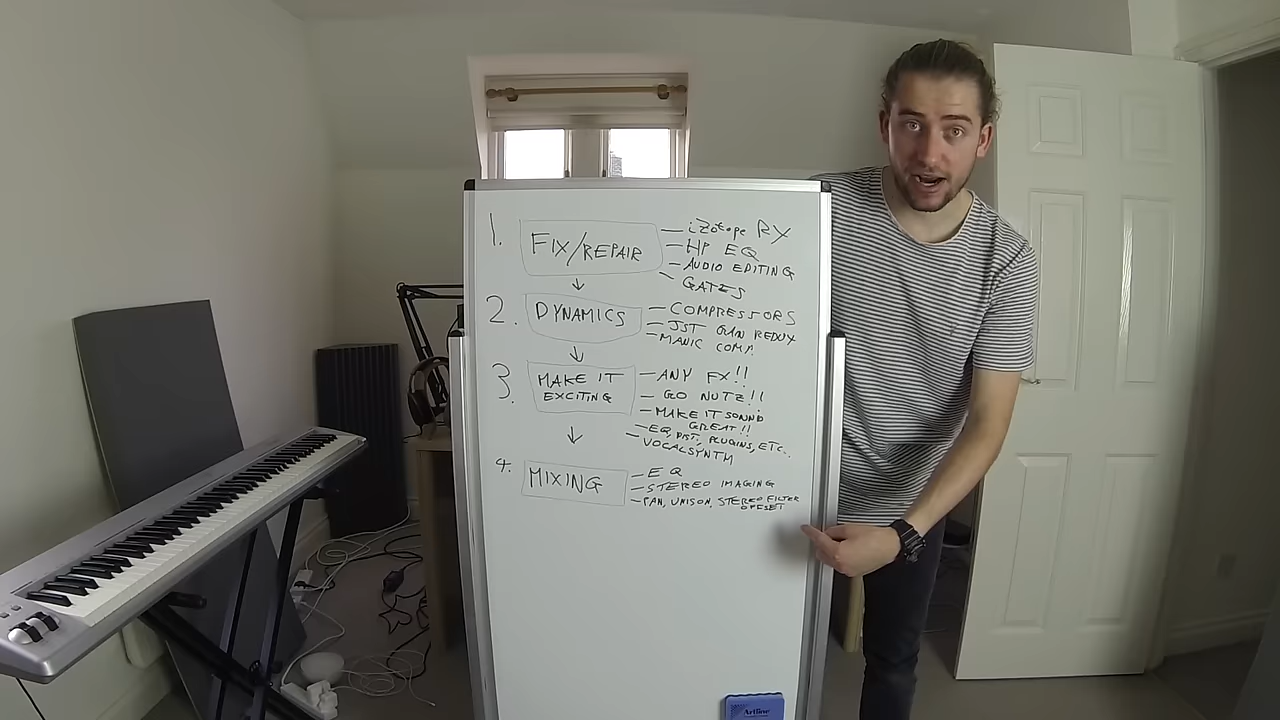 1. FIX/REPAIR
- iZotope RX
- HP EQ
- AUDIO EDITING
- GATES
2. DYNAMICS
- COMPRESSORS
- JST GAIN REDUX
- MANIC COMP.
3. MAKE IT
EXCITING
- ANY FX!!
- GO NUTZ!!
- MAKE IT SOUND
GREAT!!
- EQ, DIST, PLUGINS, ETC..
- VOCALSYNTH
4. MIXING
- EQ
- STEREO IMAGING
- PAN, UNISON, STEREO FILTER
OFFSET
Artline